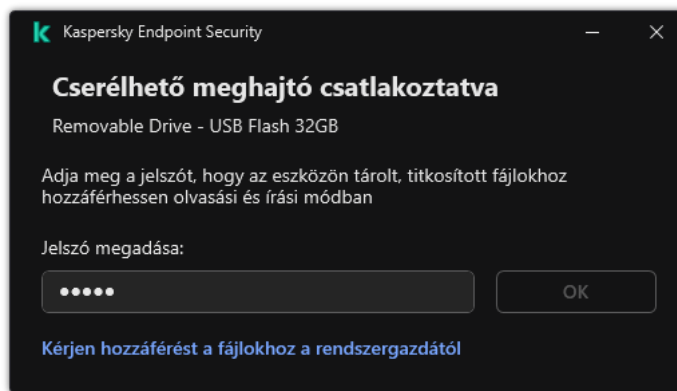 Kaspersky Endpoint Security
Cserélhető meghajtó csatlakoztatva
Removable Drive - USB Flash 32GB
Adja meg a jelszót, hogy az eszközön tárolt, titkosított fájlokhoz
hozzáférhessen olvasási és írási módban
Jelszó megadása:
•••••
OK
Kérjen hozzáférést a fájlokhoz a rendszergazdától